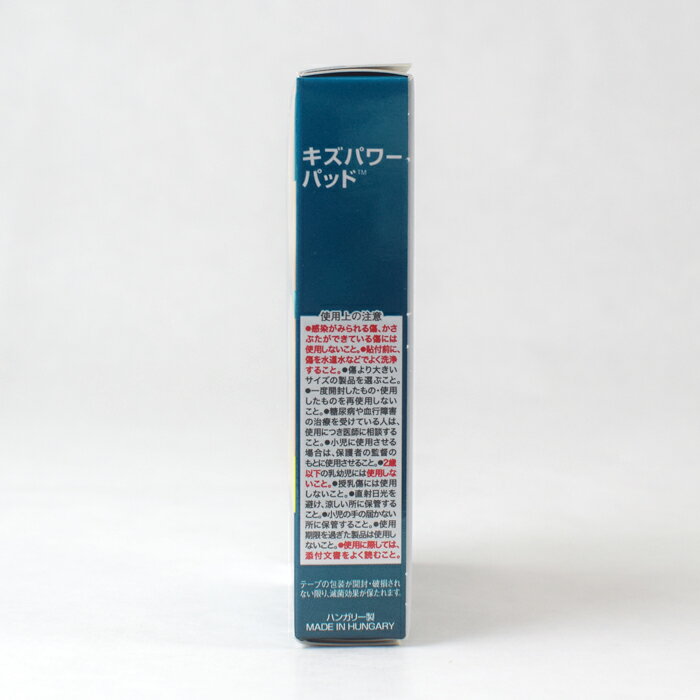 キズパワー
パッド™
使用上の注意
●感染がみられる傷、かさ
ぶたができている傷には
使用しないこと。●貼付前に、
傷を水道水などでよく洗浄
すること。●傷より大きい
サイズの製品を選ぶこと。
●一度開封したもの・使用
したものを再使用しない
こと。●糖尿病や血行障害
の治療を受けている人は、
使用につき医師に相談する
こと。●小児に使用させる
場合は、保護者の監督の
もとに使用させること。●2歳
以下の乳幼児には使用しな
いこと。●授乳傷には使用
しないこと。●直射日光を
避け、涼しい所に保管する
こと。●小児の手の届かない
所に保管すること。●使用
期限を過ぎた製品は使用し
ないこと。●使用に際しては、
添付文書をよく読むこと。
テープの包装が開封・破損され
ない限り、滅菌効果が保たれます。
ハンガリー製
MADE IN HUNGARY